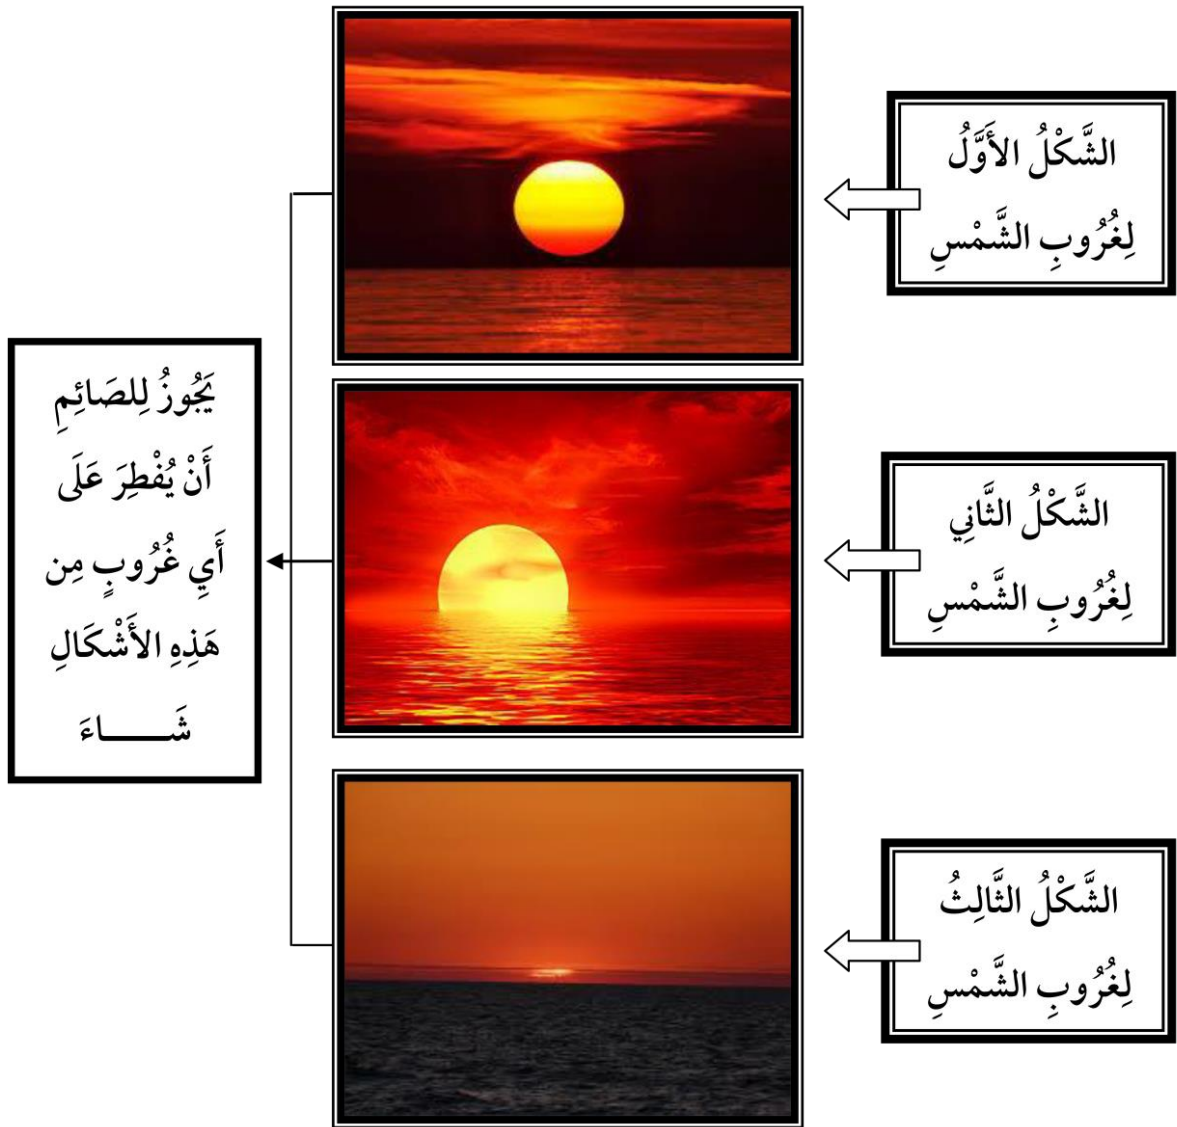 الشَّكْلُ الأَوَّلُ
لِغُرُوبِ الشَّمْسِ
الشَّكْلُ الثَّانِي
لِغُرُوبِ الشَّمْسِ
الشَّكْلُ الثَّالِثُ
لِغُرُوبِ الشَّمْسِ
يَجُوزُ لِلصَائِمِ
أَنْ يُفْطِرَ عَلَى
أَيِ غُرُوبٍ مِن
هَذِهِ الأَشْكَالِ
شَـــــاءَ